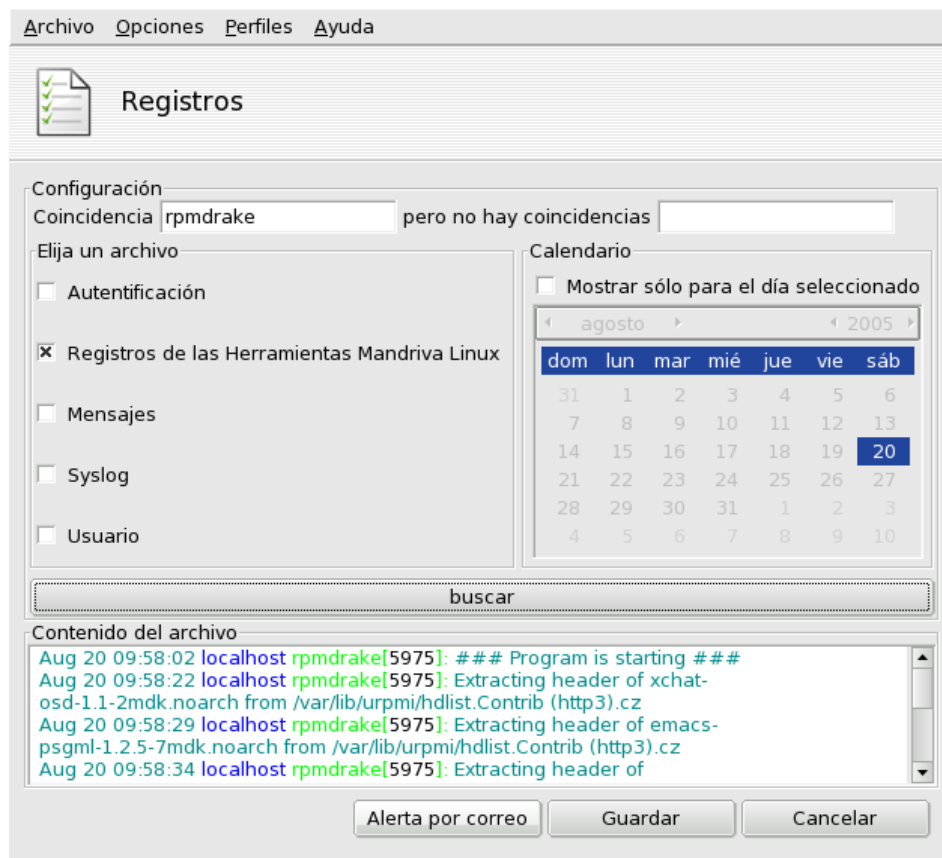 Archivo Opciones Perfiles Ayuda
Registros
Configuración
Coincidencia rpmdrake pero no hay coincidencias
Elija un archivo
Autentificación
Registros de las Herramientas Mandriva Linux
Mensajes
Syslog
Usuario
Calendario
Mostrar sólo para el día seleccionado
agosto 2005
dom lun mar mié jue vie sáb
31 1 2 3 4 5 6
7 8 9 10 11 12 13
14 15 16 17 18 19 20
21 22 23 24 25 26 27
28 29 30 31 1 2 3
4 5 6 7 8 9 10
buscar
Contenido del archivo
Aug 20 09:58:02 localhost rpmdrake[5975]: ### Program is starting ###
Aug 20 09:58:22 localhost rpmdrake[5975]: Extracting header of xchat-
osd-1.1-2mdk.noarch from /var/lib/urpmi/hdlist.Contrib (http3).cz
Aug 20 09:58:29 localhost rpmdrake[5975]: Extracting header of emacs-
psgml-1.2.5-7mdk.noarch from /var/lib/urpmi/hdlist.Contrib (http3).cz
Aug 20 09:58:34 localhost rpmdrake[5975]: Extracting header of
Alerta por correo Guardar Cancelar